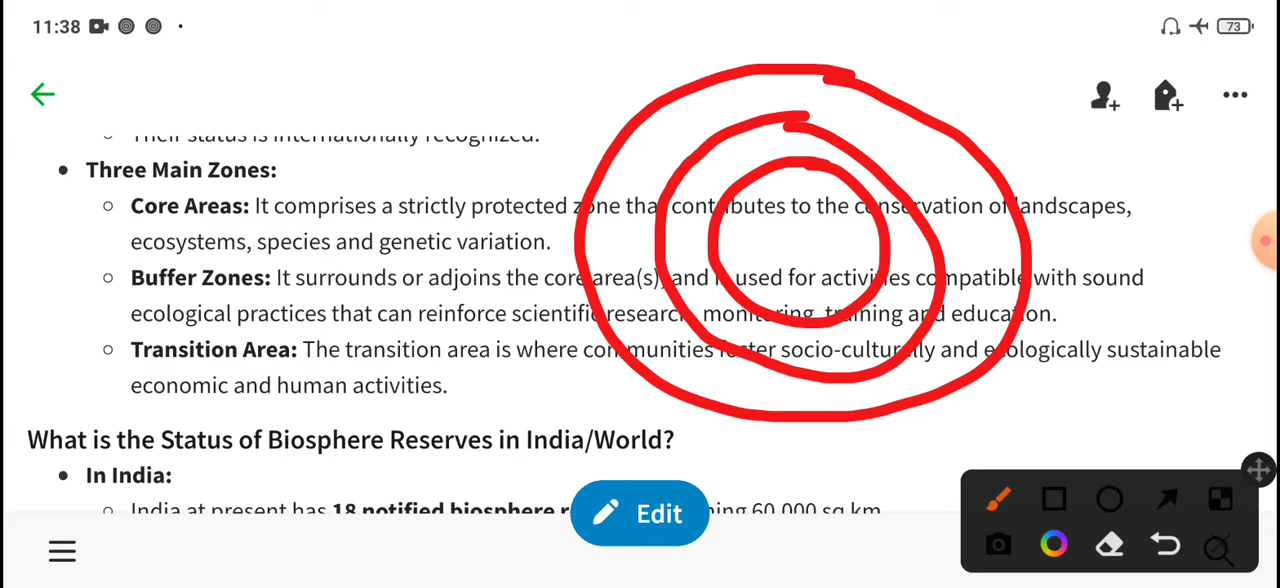 11:38
73
Their status is internationally recognized.
Three Main Zones:
Core Areas: It comprises a strictly protected zone that contributes to the conservation of landscapes,
ecosystems, species and genetic variation.
Buffer Zones: It surrounds or adjoins the core area(s), and is used for activities compatible with sound
ecological practices that can reinforce scientific research, monitoring, training and education.
Transition Area: The transition area is where communities foster socio-culturally and ecologically sustainable
economic and human activities.
What is the Status of Biosphere Reserves in India/World?
In India:
India at present has 18 notified biosphere 60,000 sq km
Edit